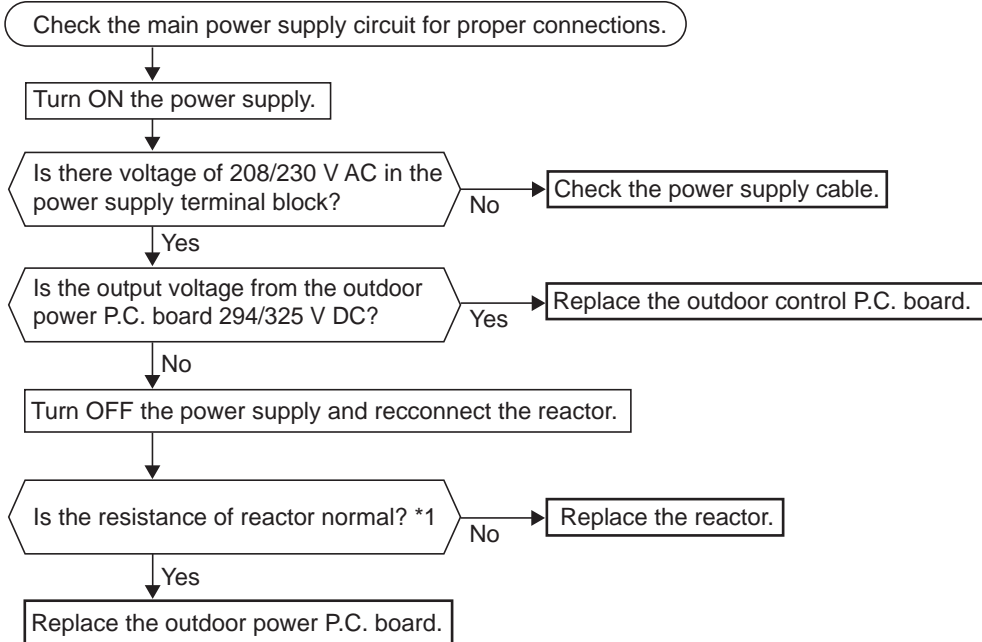 Check the main power supply circuit for proper connections.
Turn ON the power supply.
Is there voltage of 208/230 V AC in the
power supply terminal block?
No
Check the power supply cable.
Yes
Is the output voltage from the outdoor
power P.C. board 294/325 V DC?
Yes
Replace the outdoor control P.C. board.
No
Turn OFF the power supply and recconnect the reactor.
Is the resistance of reactor normal? *1
No
Replace the reactor.
Yes
Replace the outdoor power P.C. board.